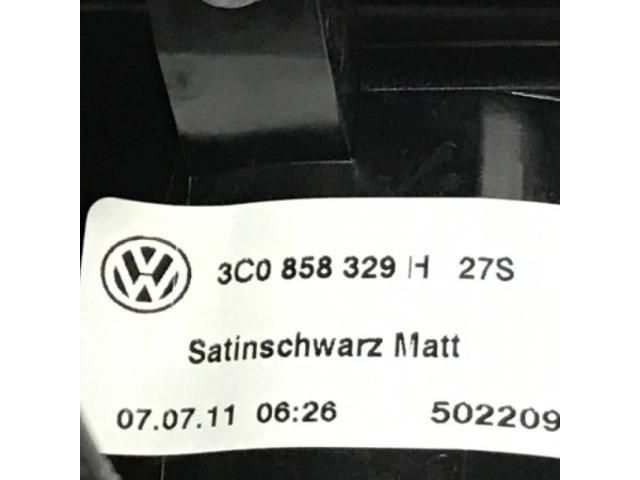 3C0 858 329 H 27S
Satinschwarz Matt
07.07.11 06:26 502209